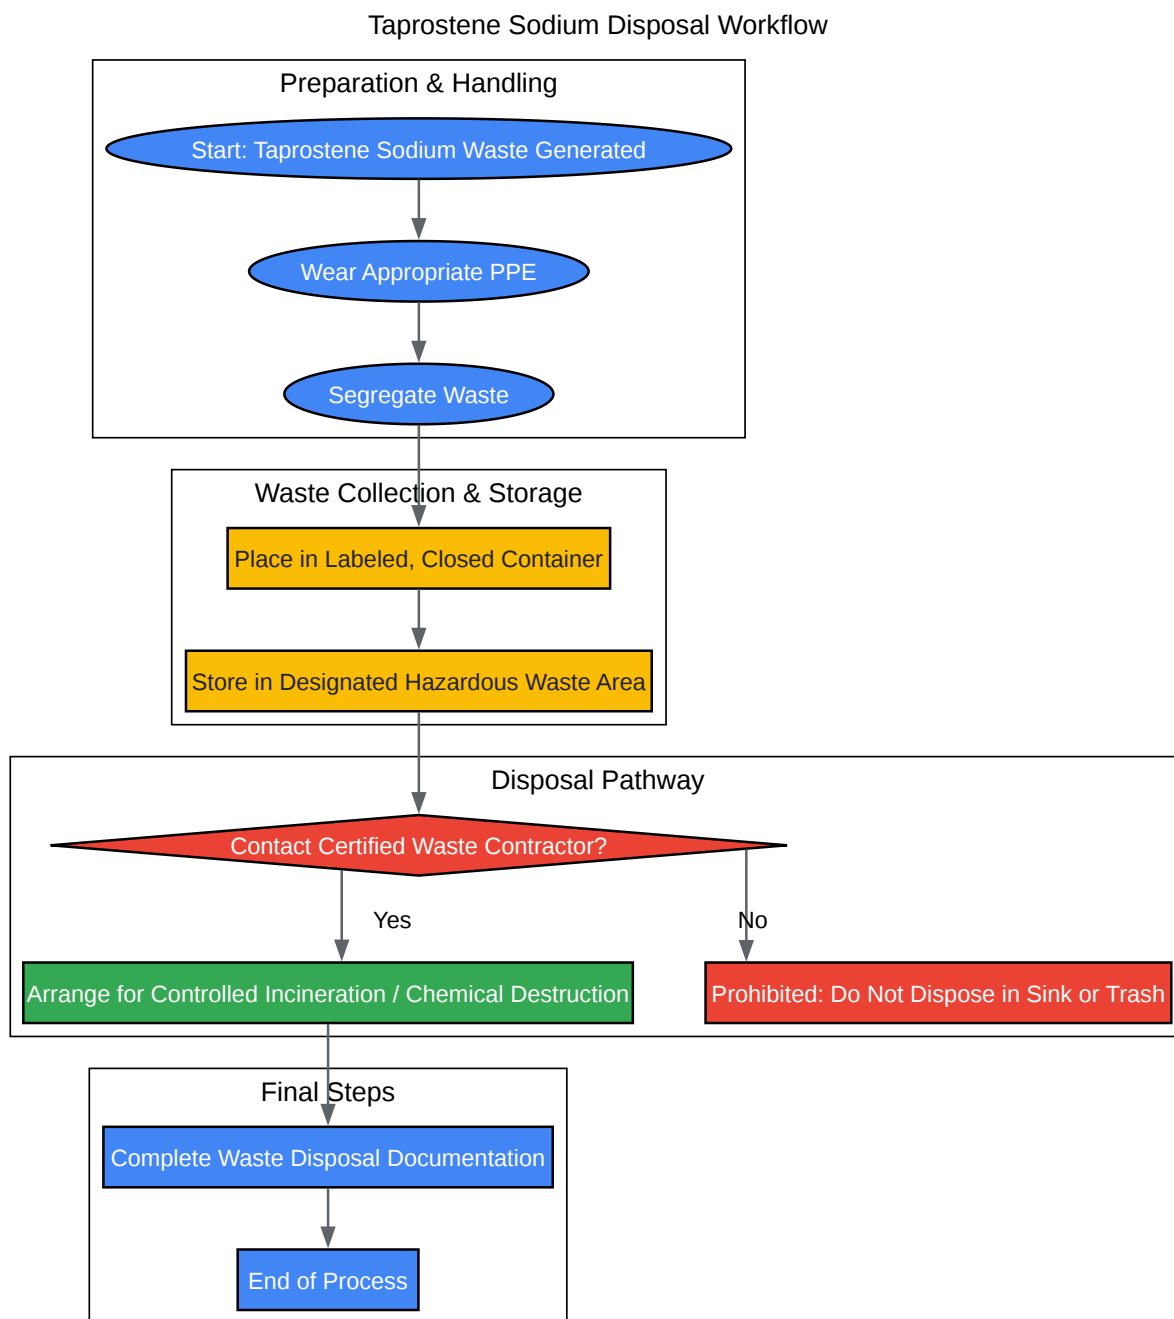 Taprostene Sodium Disposal Workflow
Preparation & Handling
Start: Taprostene Sodium Waste Generated
Wear Appropriate PPE
Segregate Waste
Waste Collection & Storage
Place in Labeled, Closed Container
Store in Designated Hazardous Waste Area
Disposal Pathway
Contact Certified Waste Contractor?
Yes
No
Arrange for Controlled Incineration / Chemical Destruction
Prohibited: Do Not Dispose in Sink or Trash
Final Steps
Complete Waste Disposal Documentation
End of Process